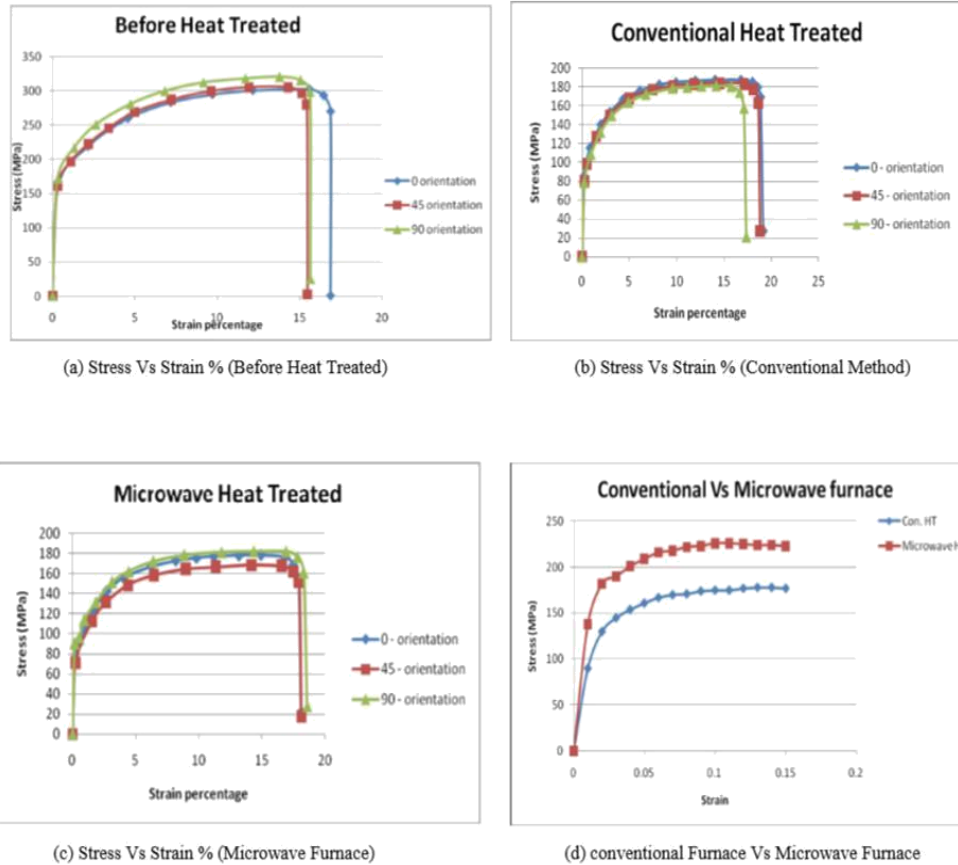 Before Heat Treated
350
300
250
200
150
100
50
0
Stress (MPa)
0 5 10 15 20
Strain percentage
0 orientation
45 orientation
90 orientation
(a) Stress Vs Strain % (Before Heat Treated)
Conventional Heat Treated
200
180
160
140
120
100
80
60
40
20
0
Stress (MPa)
0 5 10 15 20 25
Strain percentage
0 - orientation
45 - orientation
90 - orientation
(b) Stress Vs Strain % (Conventional Method)
Microwave Heat Treated
200
180
160
140
120
100
80
60
40
20
0
Stress (MPa)
0 5 10 15 20
Strain percentage
0 - orientation
45 - orientation
90 - orientation
(c) Stress Vs Strain % (Microwave Furnace)
Conventional Vs Microwave furnace
250
200
150
100
50
0
Stress (MPa)
0 0.05 0.1 0.15 0.2
Strain
Con. HT
Microwave H
(d) conventional Furnace Vs Microwave Furnace